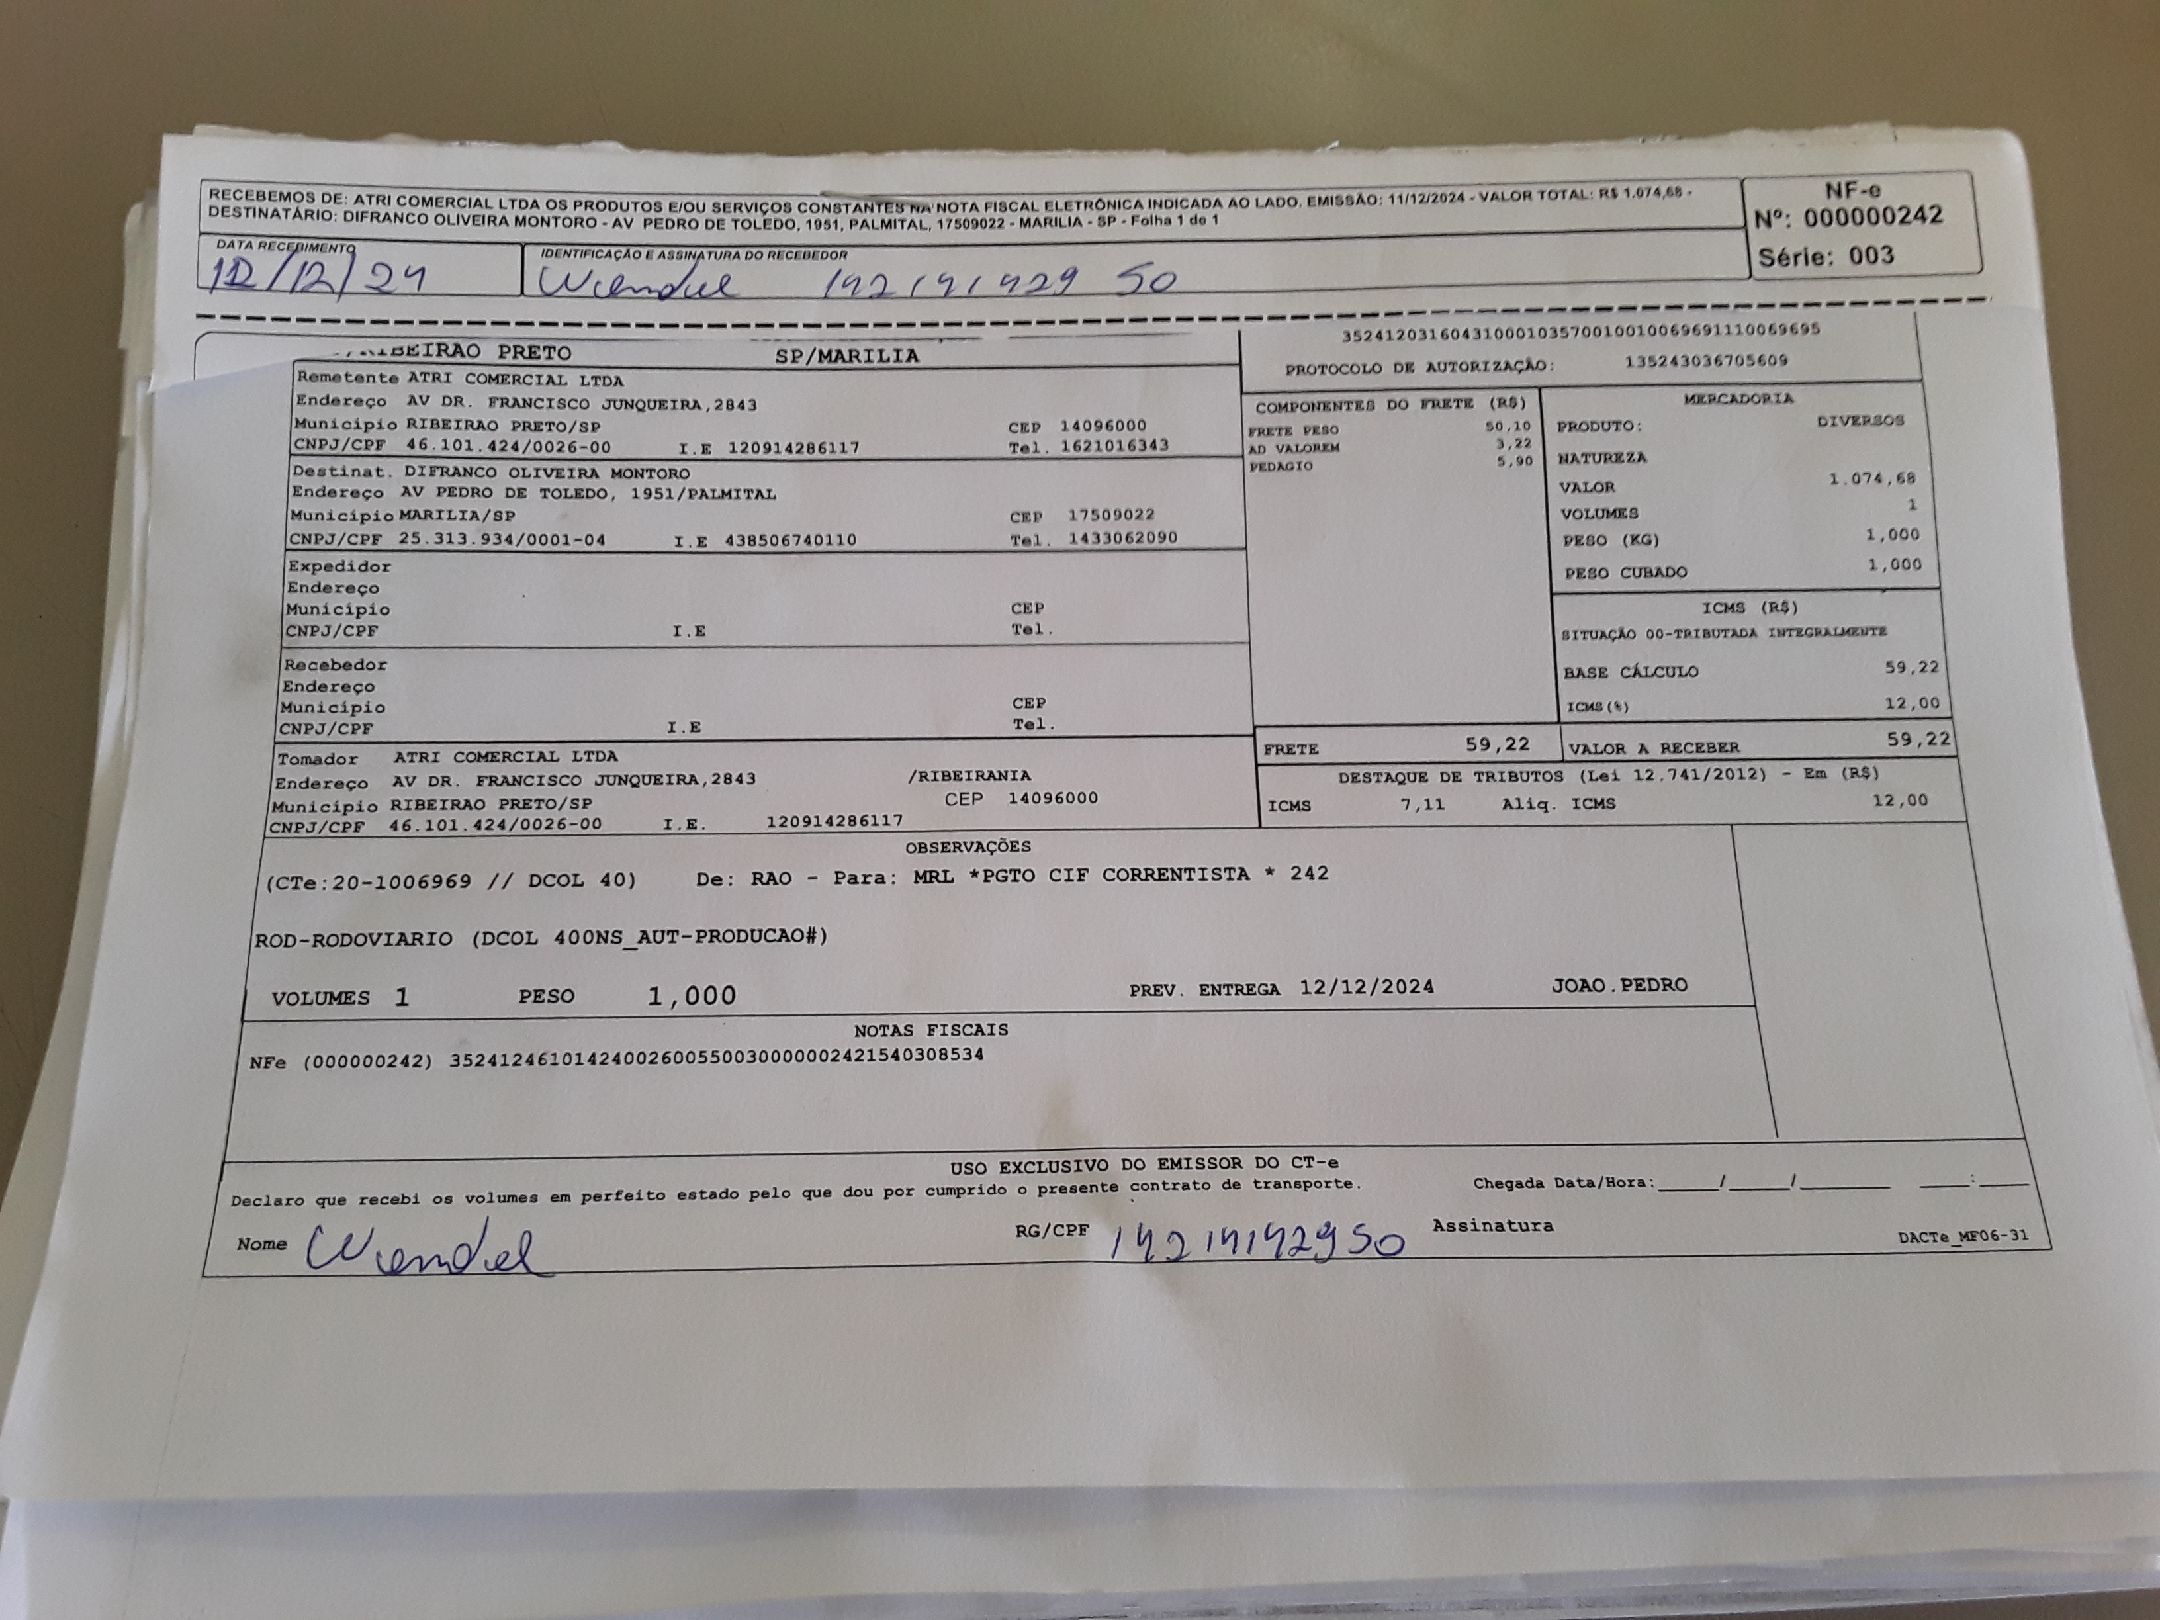 RECEBEMOS DE: ATRI COMERCIAL LTDA OS PRODUTOS E/OU SERVIÇOS CONSTANTES NA NOTA FISCAL ELETRÔNICA INDICADA AO LADO. EMISSÃO: 11/12/2024 - VALOR TOTAL: R$ 1.074,68 -
DESTINATÁRIO: DIFRANCO OLIVEIRA MONTORO - AV PEDRO DE TOLEDO, 1951, PALMITAL, 17509022 - MARILIA - SP - Folha 1 de 1
NF-e
Nº: 000000242
Série: 003
DATA RECEBIMENTO
12/12/24
IDENTIFICAÇÃO E ASSINATURA DO RECEBEDOR
Wendel 142141429 50
RIBEIRAO PRETO SP/MARILIA
35241203160431000103570010010069691110069695
PROTOCOLO DE AUTORIZAÇÃO: 135243036705609
Remetente ATRI COMERCIAL LTDA
Endereço AV DR. FRANCISCO JUNQUEIRA,2843
Município RIBEIRAO PRETO/SP CEP 14096000
CNPJ/CPF 46.101.424/0026-00 I.E 120914286117 Tel. 1621016343
Destinat. DIFRANCO OLIVEIRA MONTORO
Endereço AV PEDRO DE TOLEDO, 1951/PALMITAL
Município MARILIA/SP CEP 17509022
CNPJ/CPF 25.313.934/0001-04 I.E 438506740110 Tel. 1433062090
Expedidor
Endereço
Município CEP
CNPJ/CPF I.E Tel.
Recebedor
Endereço
Município CEP
CNPJ/CPF I.E Tel.
Tomador ATRI COMERCIAL LTDA
Endereço AV DR. FRANCISCO JUNQUEIRA,2843 /RIBEIRANIA
Município RIBEIRAO PRETO/SP CEP 14096000
CNPJ/CPF 46.101.424/0026-00 I.E. 120914286117
COMPONENTES DO FRETE (R$)
FRETE PESO 50,10
AD VALOREM 3,22
PEDAGIO 5,90
MERCADORIA
PRODUTO: DIVERSOS
NATUREZA
VALOR 1.074,68
VOLUMES 1
PESO (KG) 1,000
PESO CUBADO 1,000
ICMS (R$)
SITUAÇÃO 00-TRIBUTADA INTEGRALMENTE
BASE CÁLCULO 59,22
ICMS(%) 12,00
FRETE 59,22 VALOR A RECEBER 59,22
DESTAQUE DE TRIBUTOS (Lei 12.741/2012) - Em (R$)
ICMS 7,11 Aliq. ICMS 12,00
OBSERVAÇÕES
(CTe:20-1006969 // DCOL 40) De: RAO - Para: MRL *PGTO CIF CORRENTISTA * 242
ROD-RODOVIARIO (DCOL 400NS_AUT-PRODUCAO#)
VOLUMES 1 PESO 1,000 PREV. ENTREGA 12/12/2024 JOAO.PEDRO
NOTAS FISCAIS
NFe (000000242) 35241246101424002600550030000002421540308534
USO EXCLUSIVO DO EMISSOR DO CT-e
Declaro que recebi os volumes em perfeito estado pelo que dou por cumprido o presente contrato de transporte. Chegada Data/Hora:_____/_____/________ ____:____
Nome Wendel RG/CPF 14214142950 Assinatura
DACTe_MF06-31